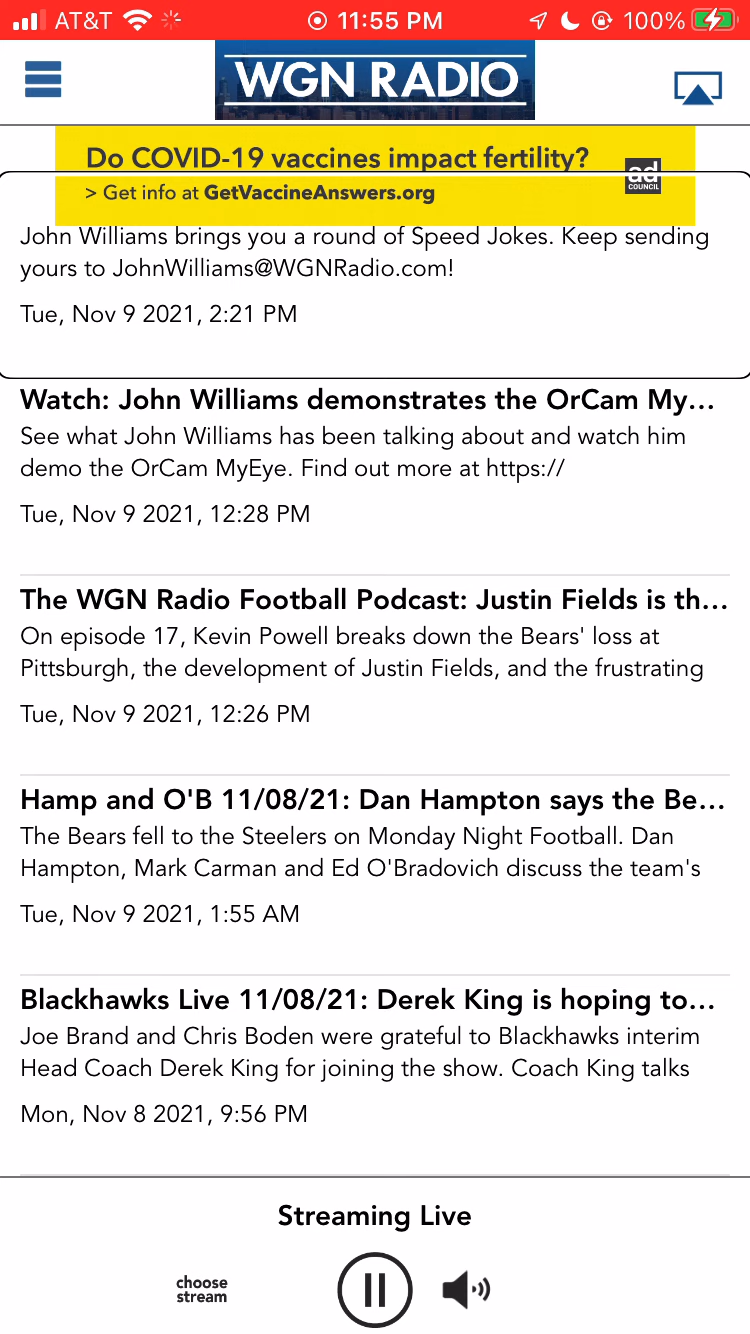 AT&T
11:55 PM
100%
WGN RADIO
Do COVID-19 vaccines impact fertility?
> Get info at GetVaccineAnswers.org
ad
COUNCIL
John Williams brings you a round of Speed Jokes. Keep sending
yours to JohnWilliams@WGNRadio.com!
Tue, Nov 9 2021, 2:21 PM
Watch: John Williams demonstrates the OrCam My...
See what John Williams has been talking about and watch him
demo the OrCam MyEye. Find out more at https://
Tue, Nov 9 2021, 12:28 PM
The WGN Radio Football Podcast: Justin Fields is th...
On episode 17, Kevin Powell breaks down the Bears' loss at
Pittsburgh, the development of Justin Fields, and the frustrating
Tue, Nov 9 2021, 12:26 PM
Hamp and O'B 11/08/21: Dan Hampton says the Be...
The Bears fell to the Steelers on Monday Night Football. Dan
Hampton, Mark Carman and Ed O'Bradovich discuss the team's
Tue, Nov 9 2021, 1:55 AM
Blackhawks Live 11/08/21: Derek King is hoping to...
Joe Brand and Chris Boden were grateful to Blackhawks interim
Head Coach Derek King for joining the show. Coach King talks
Mon, Nov 8 2021, 9:56 PM
Streaming Live
choose
stream